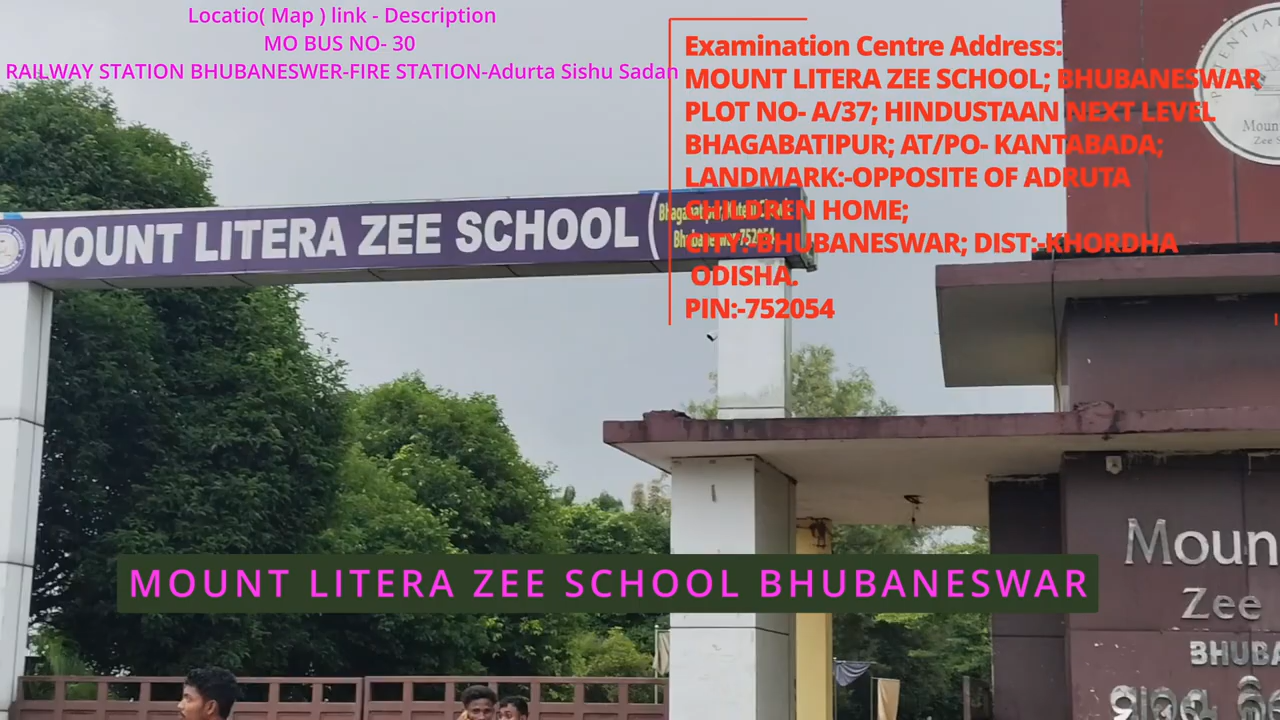 Locatio( Map ) link - Description
MO BUS NO- 30
RAILWAY STATION BHUBANESWER-FIRE STATION-Adurta Sishu Sadan
Examination Centre Address:
MOUNT LITERA ZEE SCHOOL; BHUBANESWAR
PLOT NO- A/37; HINDUSTAAN NEXT LEVEL
BHAGABATIPUR; AT/PO- KANTABADA;
LANDMARK:-OPPOSITE OF ADRUTA
CHILDREN HOME;
CITY:-BHUBANESWAR; DIST:-KHORDHA
ODISHA.
PIN:-752054
MOUNT LITERA ZEE SCHOOL
MOUNT LITERA ZEE SCHOOL BHUBANESWAR
Moun
Zee
BHUBA